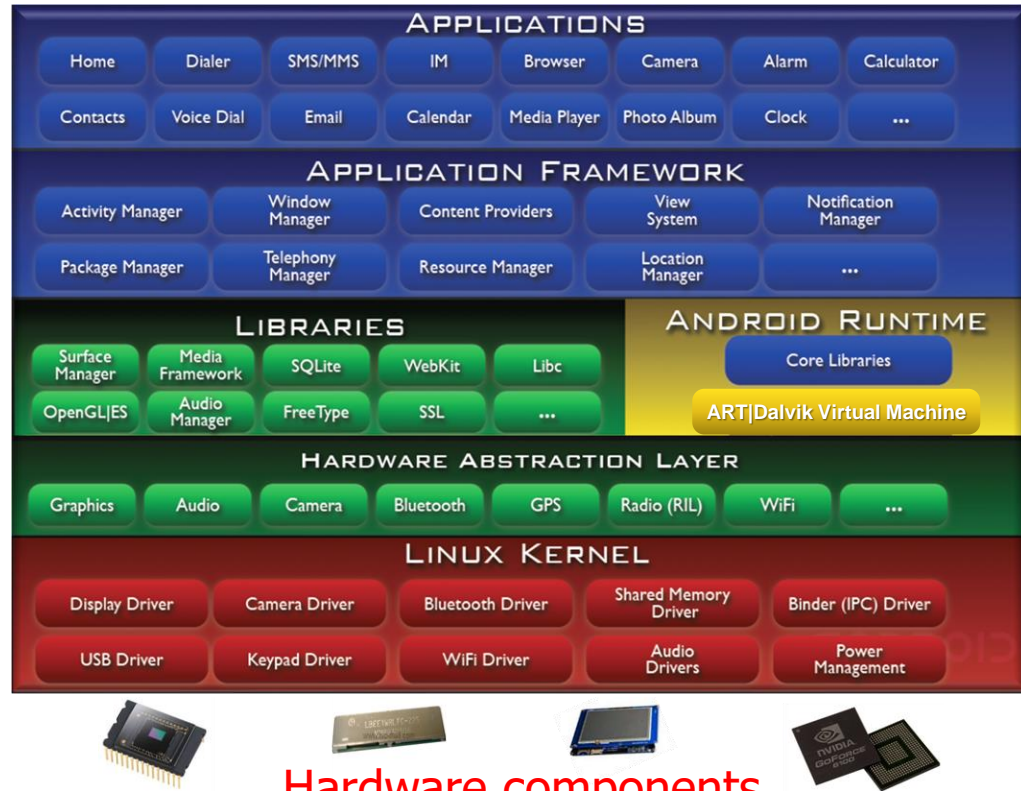 APPLICATIONS
Home Dialer SMS/MMS IM Browser Camera Alarm Calculator
Contacts Voice Dial Email Calendar Media Player Photo Album Clock ...
APPLICATION FRAMEWORK
Activity Manager Window Manager Content Providers View System Notification Manager
Package Manager Telephony Manager Resource Manager Location Manager ...
LIBRARIES
Surface Manager Media Framework SQLite WebKit Libc
OpenGL|ES Audio Manager FreeType SSL ...
ANDROID RUNTIME
Core Libraries
ART|Dalvik Virtual Machine
HARDWARE ABSTRACTION LAYER
Graphics Audio Camera Bluetooth GPS Radio (RIL) WiFi ...
LINUX KERNEL
Display Driver Camera Driver Bluetooth Driver Shared Memory Driver Binder (IPC) Driver
USB Driver Keypad Driver WiFi Driver Audio Drivers Power Management
NVIDIA
GOFORCE
6100
Hardware components